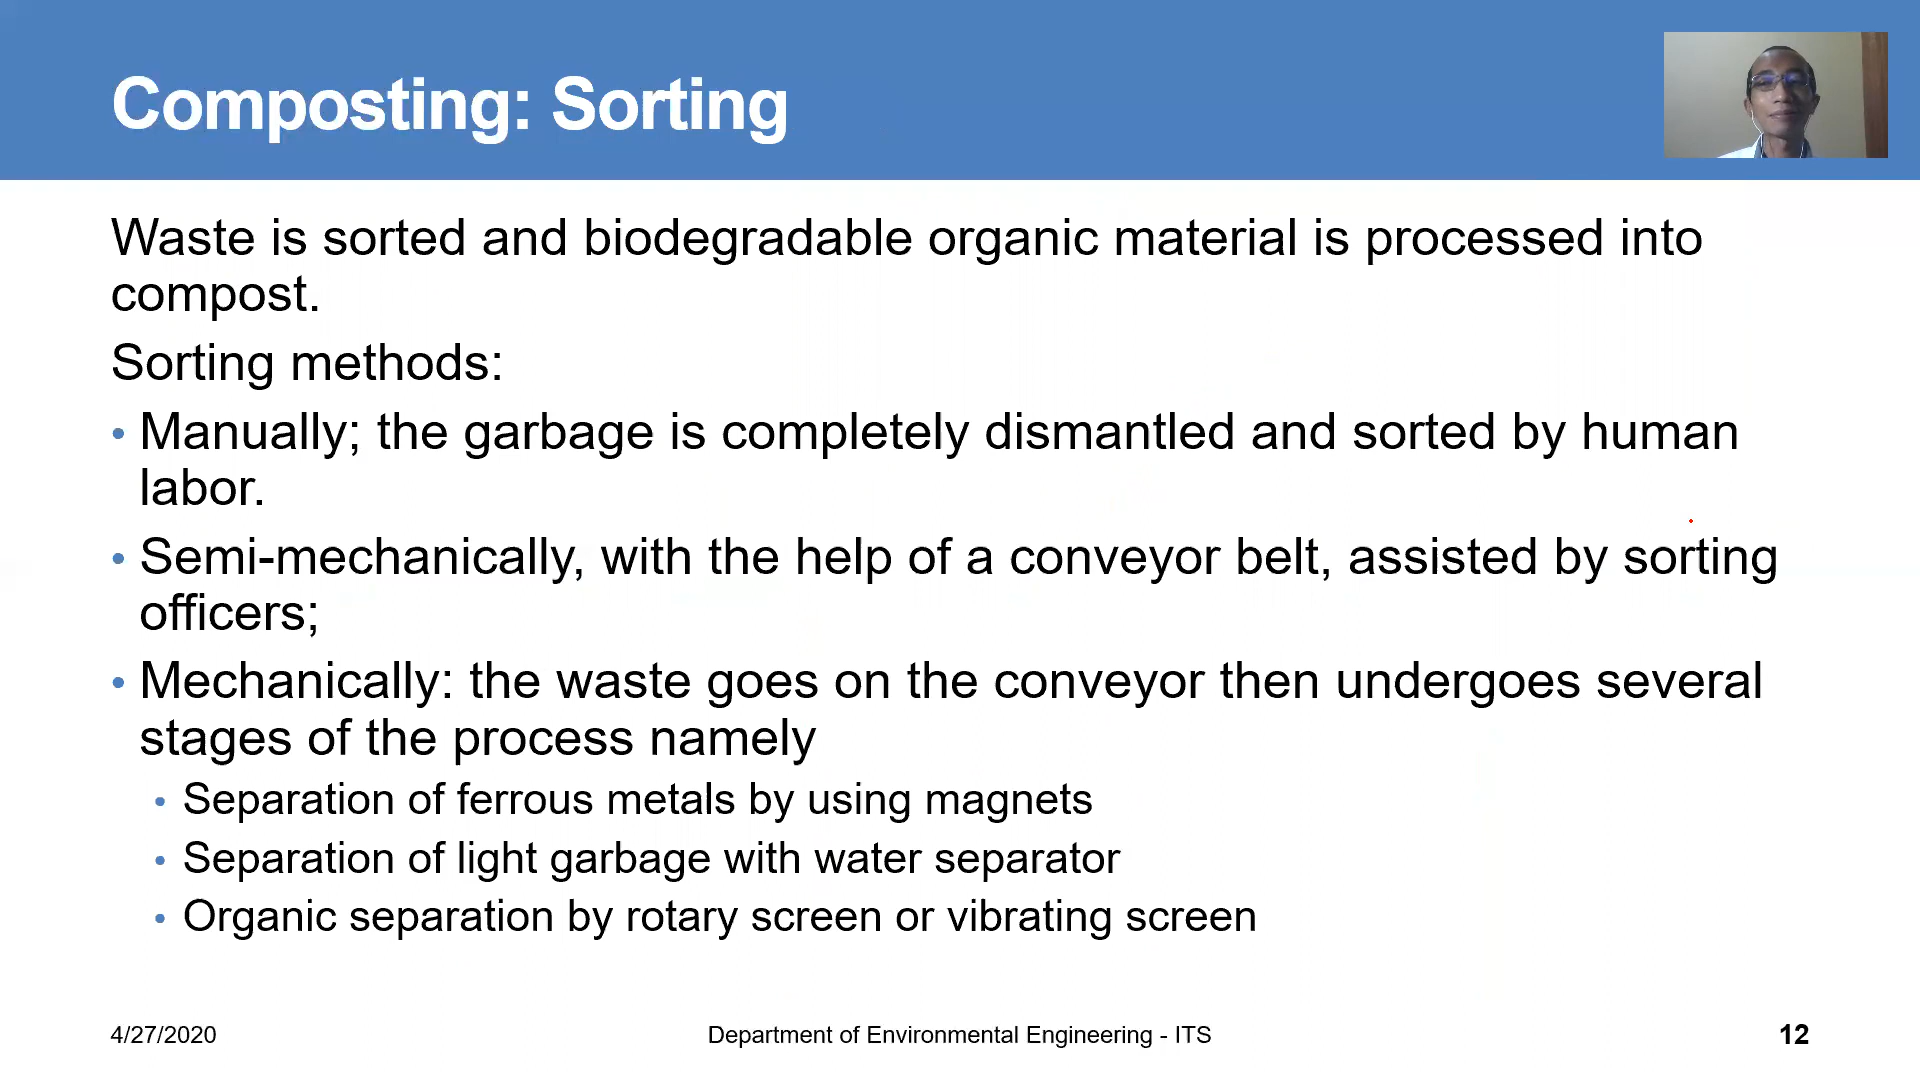 Composting: Sorting
Waste is sorted and biodegradable organic material is processed into
compost.
Sorting methods:
• Manually; the garbage is completely dismantled and sorted by human
labor.
• Semi-mechanically, with the help of a conveyor belt, assisted by sorting
officers;
• Mechanically: the waste goes on the conveyor then undergoes several
stages of the process namely
• Separation of ferrous metals by using magnets
• Separation of light garbage with water separator
• Organic separation by rotary screen or vibrating screen
4/27/2020
Department of Environmental Engineering - ITS
12